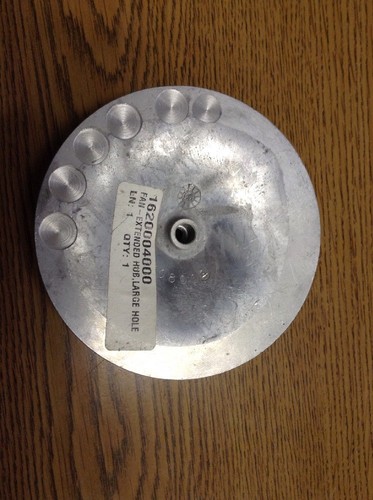 1620004000
FAN - EXTENDED HUB,LARGE HOLE
LN: 1 QTY: 1